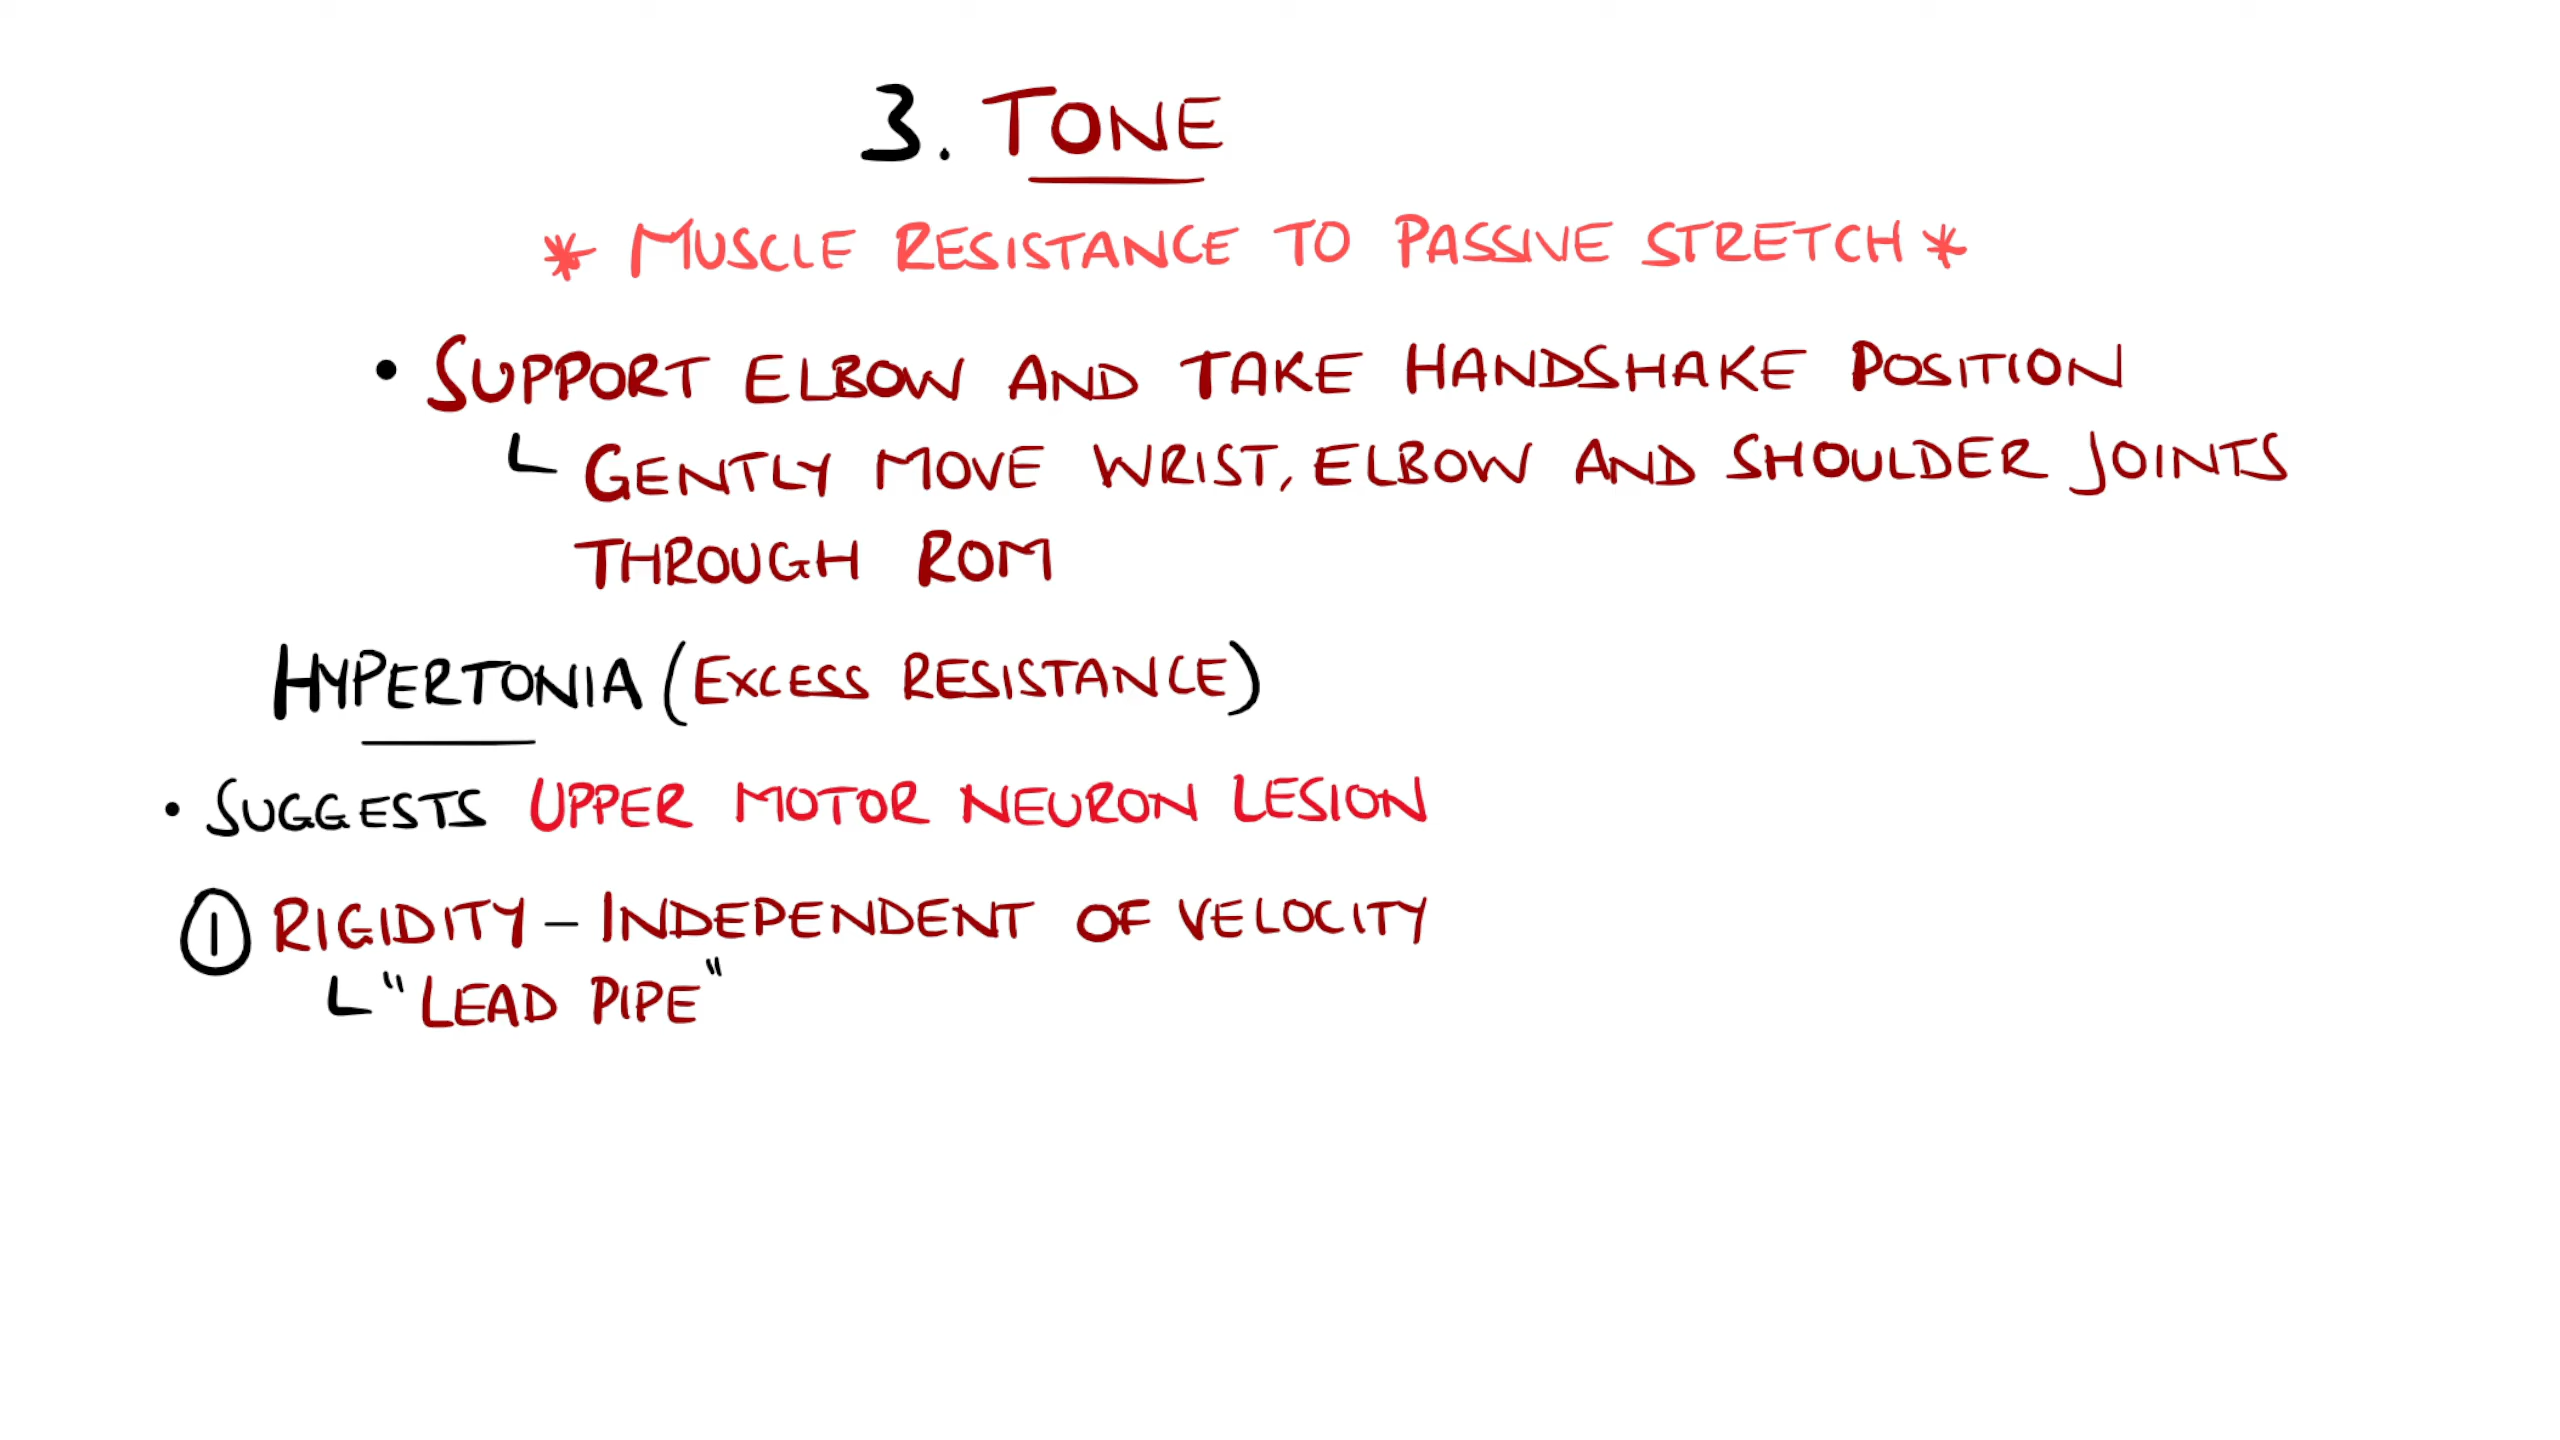 3. TONE
* MUSCLE RESISTANCE TO PASSIVE STRETCH *
• SUPPORT ELBOW AND TAKE HANDSHAKE POSITION
└ GENTLY MOVE WRIST, ELBOW AND SHOULDER JOINTS
THROUGH ROM
HYPERTONIA (EXCESS RESISTANCE)
• SUGGESTS UPPER MOTOR NEURON LESION
① RIGIDITY – INDEPENDENT OF VELOCITY
└ "LEAD PIPE"